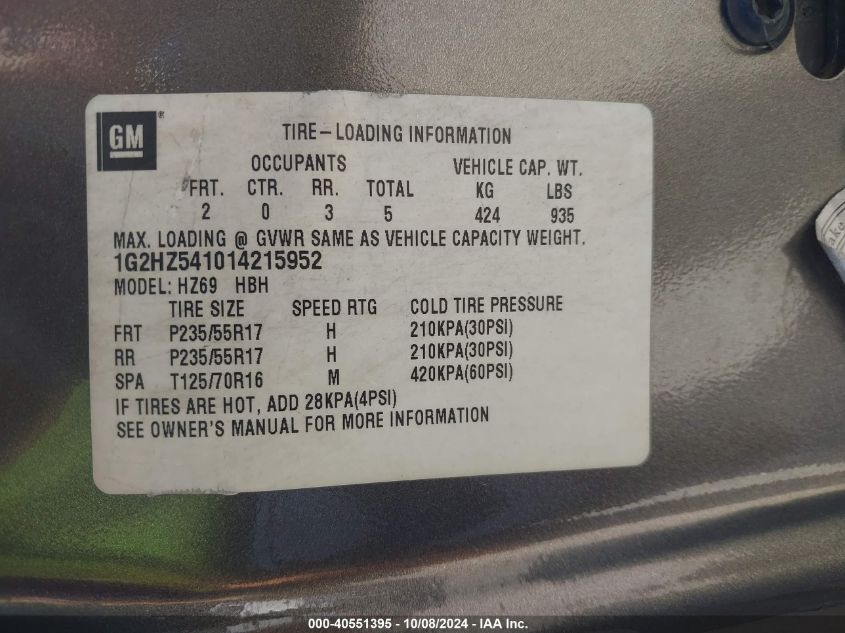 GM ®
TIRE-LOADING INFORMATION
OCCUPANTS VEHICLE CAP. WT.
FRT. CTR. RR. TOTAL KG LBS
2 0 3 5 424 935
MAX. LOADING @ GVWR SAME AS VEHICLE CAPACITY WEIGHT.
1G2HZ541014215952
MODEL: HZ69 HBH
TIRE SIZE SPEED RTG COLD TIRE PRESSURE
FRT P235/55R17 H 210KPA(30PSI)
RR P235/55R17 H 210KPA(30PSI)
SPA T125/70R16 M 420KPA(60PSI)
IF TIRES ARE HOT, ADD 28KPA(4PSI)
SEE OWNER'S MANUAL FOR MORE INFORMATION
000-40551395 - 10/08/2024 - IAA Inc.